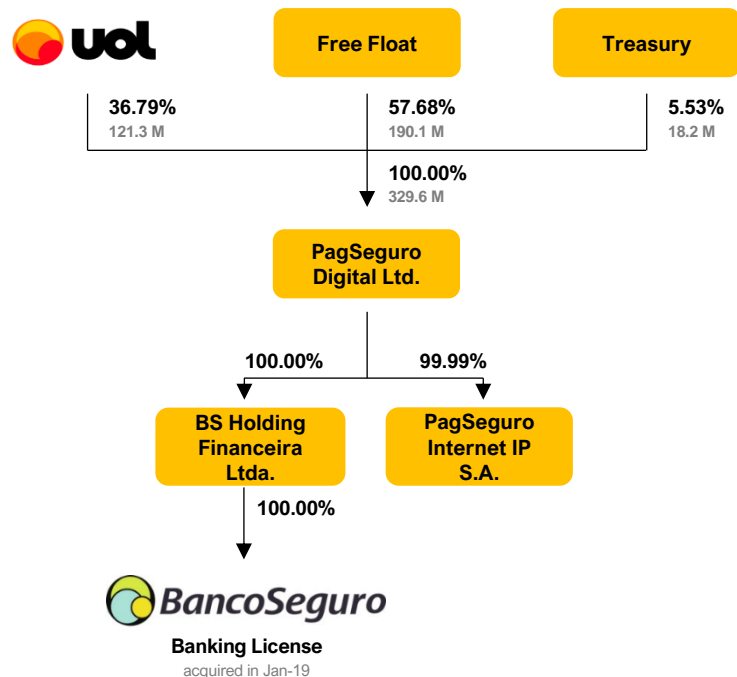 uol
Free Float
Treasury
36.79%
121.3 M
57.68%
190.1 M
5.53%
18.2 M
100.00%
329.6 M
PagSeguro
Digital Ltd.
100.00%
99.99%
BS Holding
Financeira
Ltda.
PagSeguro
Internet IP
S.A.
100.00%
BancoSeguro
Banking License
acquired in Jan-19